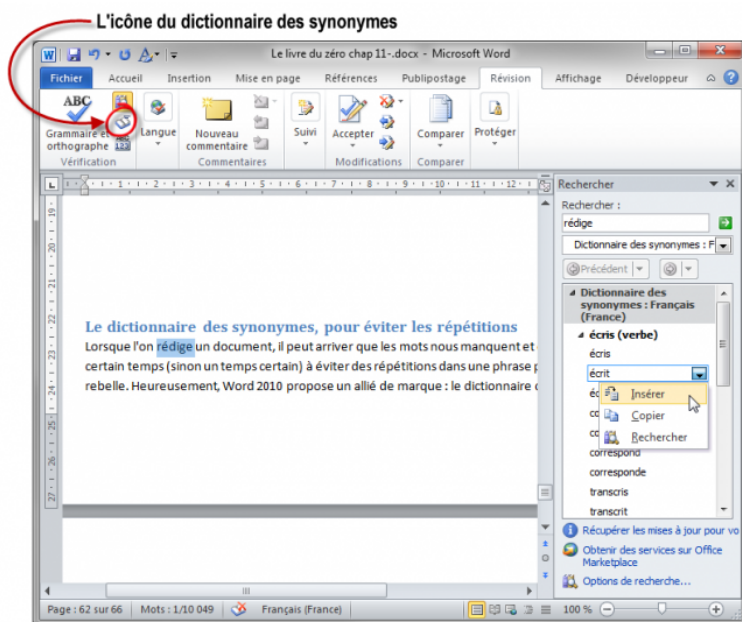 L'icône du dictionnaire des synonymes
Le livre du zéro chap 11-.docx - Microsoft Word
Fichier Accueil Insertion Mise en page Références Publipostage Révision Affichage Développeur
Grammaire et orthographe
Langue
Nouveau commentaire
Suivi
Accepter
Comparer
Protéger
Vérification Commentaires Modifications Comparer
Rechercher
Rechercher :
rédige
Dictionnaire des synonymes : F
Précédent
Dictionnaire des
synonymes : Français
(France)
écris (verbe)
écris
écrit
Insérer
Copier
Rechercher
correspond
corresponde
transcris
transcrit
Récupérer les mises à jour pour vo
Obtenir des services sur Office
Marketplace
Options de recherche...
Le dictionnaire des synonymes, pour éviter les répétitions
Lorsque l'on rédige un document, il peut arriver que les mots nous manquent et
certain temps (sinon un temps certain) à éviter des répétitions dans une phrase
rebelle. Heureusement, Word 2010 propose un allié de marque : le dictionnaire
Page : 62 sur 66 Mots : 1/10 049 Français (France) 100 %